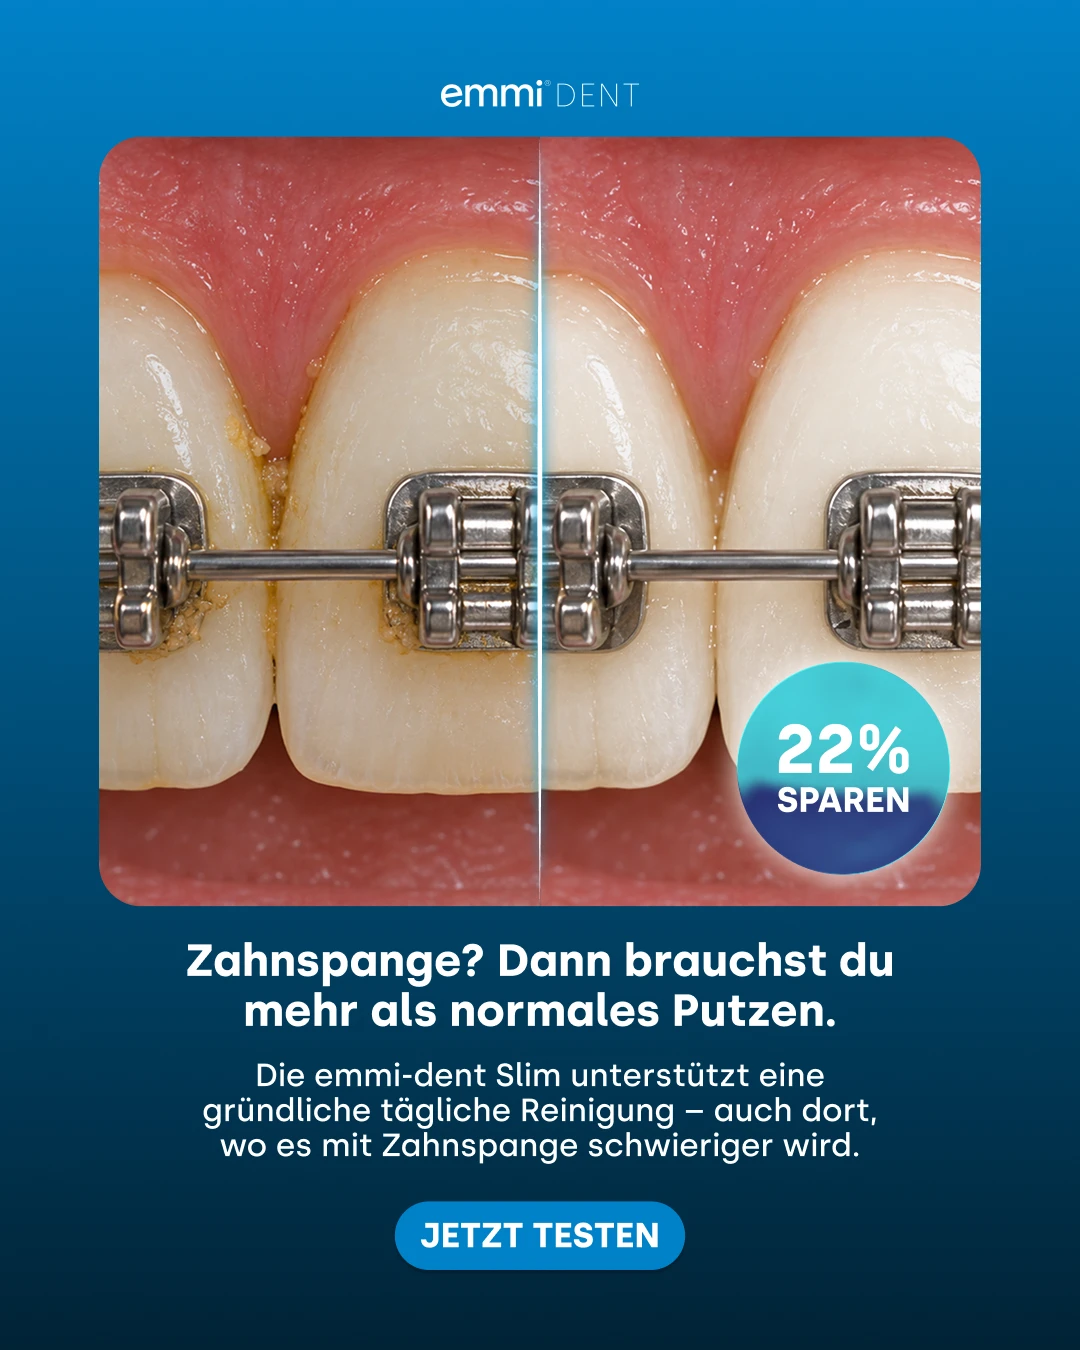 emmi® DENT
22%
SPAREN
Zahnspange? Dann brauchst du
mehr als normales Putzen.
Die emmi-dent Slim unterstützt eine
gründliche tägliche Reinigung – auch dort,
wo es mit Zahnspange schwieriger wird.
JETZT TESTEN